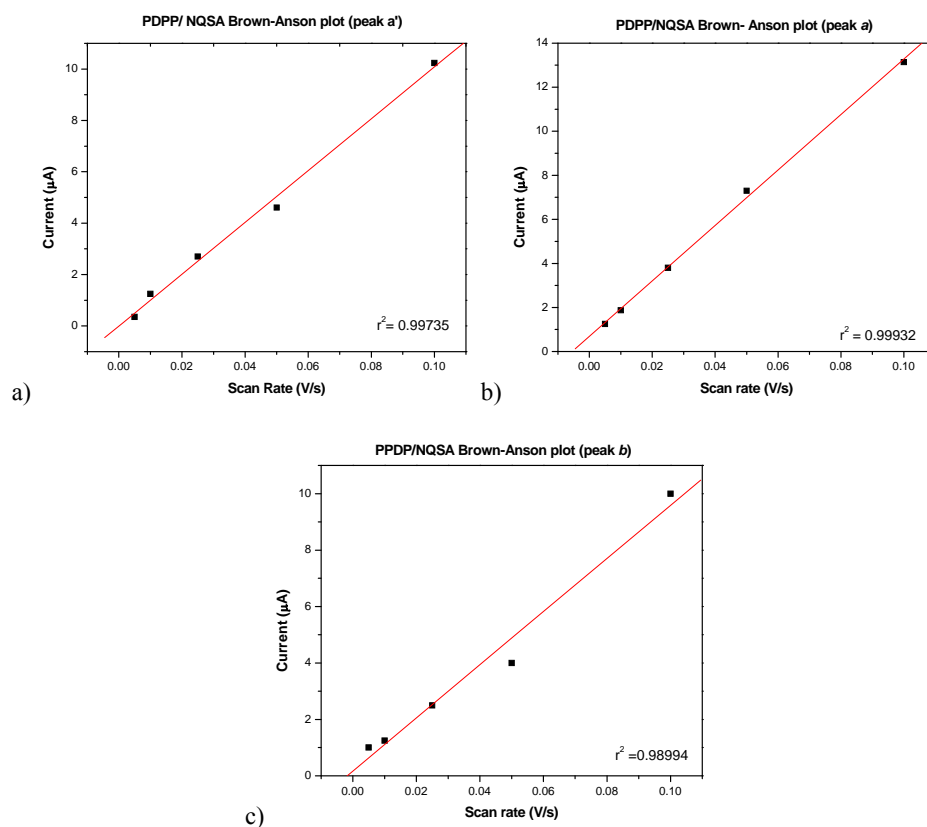 PDPP/ NQSA Brown-Anson plot (peak a')
10
8
6
4
2
0
Current (µA)
r² = 0.99735
0.00 0.02 0.04 0.06 0.08 0.10
Scan Rate (V/s)
a)
PDPP/NQSA Brown- Anson plot (peak a)
14
12
10
8
6
4
2
0
Current (µA)
r² = 0.99932
0.00 0.02 0.04 0.06 0.08 0.10
Scan rate (V/s)
b)
PPDP/NQSA Brown-Anson plot (peak b)
10
8
6
4
2
0
Current (µA)
r² =0.98994
0.00 0.02 0.04 0.06 0.08 0.10
Scan rate (V/s)
c)